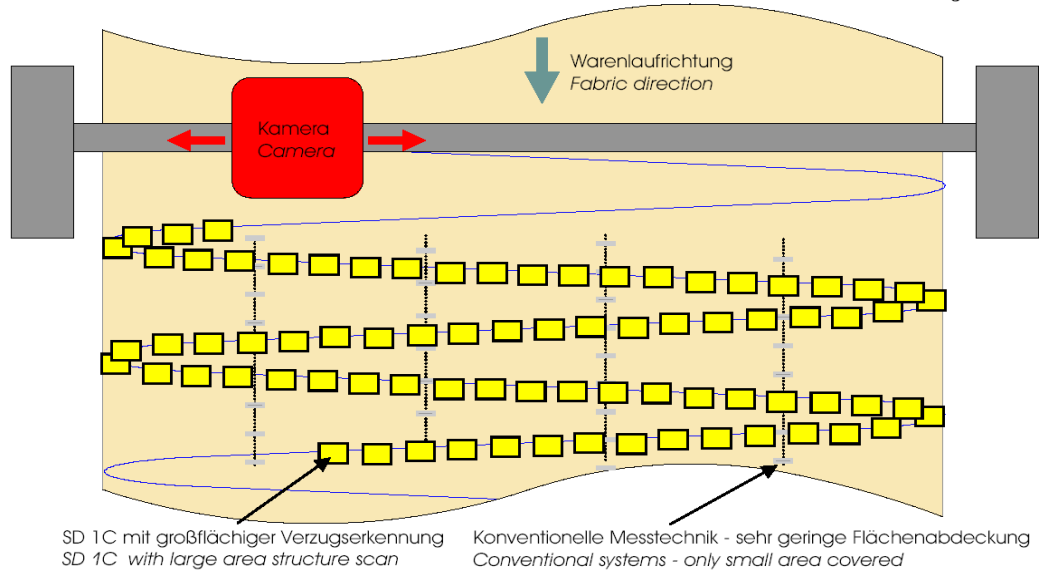 Warenlaufrichtung
Fabric direction
Kamera
Camera
SD 1C mit großflächiger Verzugserkennung
SD 1C with large area structure scan
Konventionelle Messtechnik - sehr geringe Flächenabdeckung
Conventional systems - only small area covered